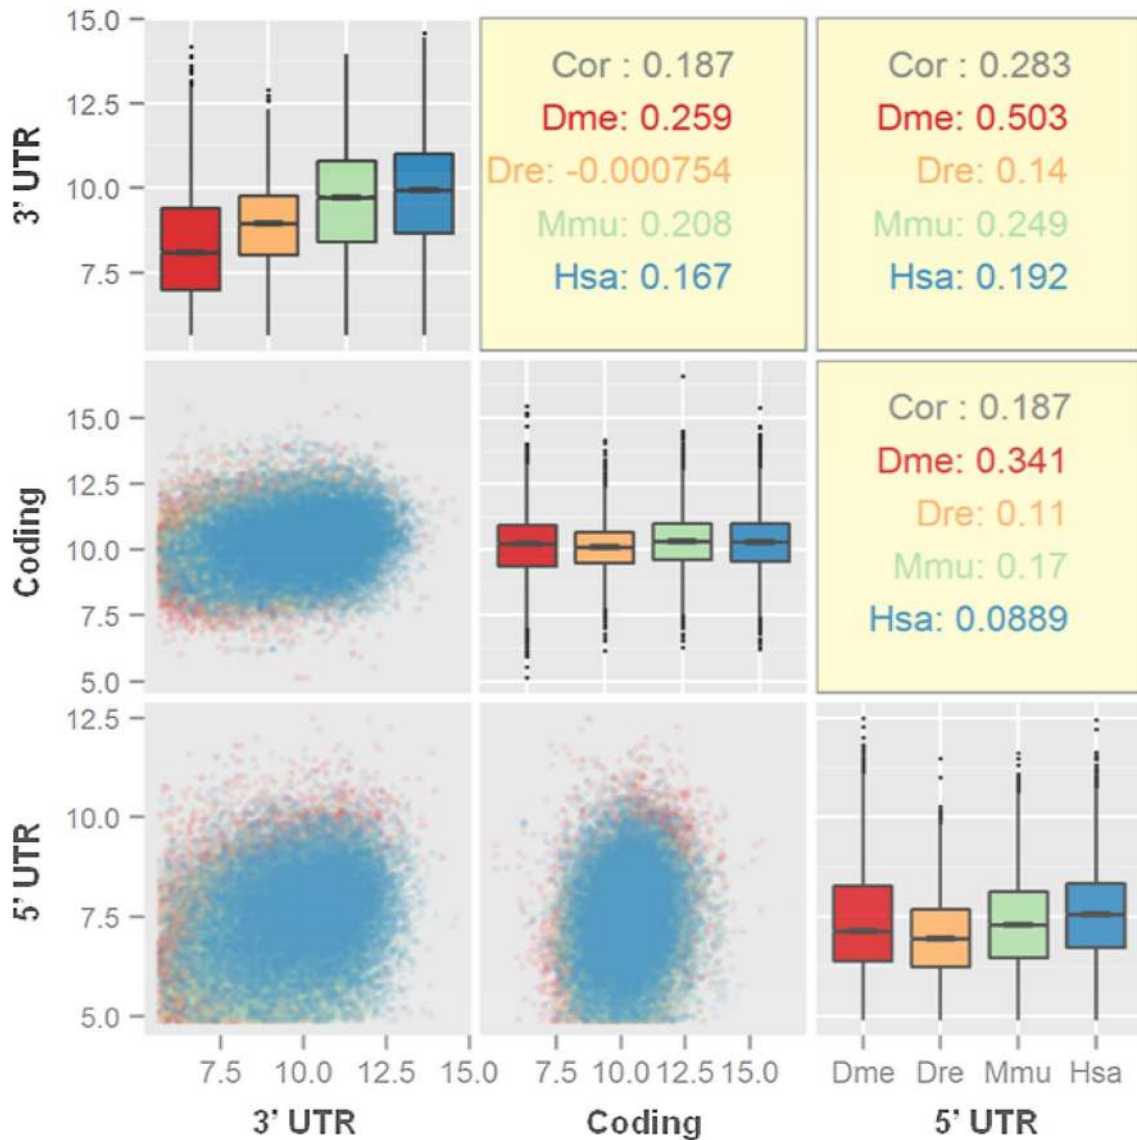 15.0
12.5
10.0
7.5
3’ UTR
Cor : 0.187
Dme: 0.259
Dre: -0.000754
Mmu: 0.208
Hsa: 0.167
Cor : 0.283
Dme: 0.503
Dre: 0.14
Mmu: 0.249
Hsa: 0.192
15.0
12.5
10.0
7.5
5.0
Coding
Cor : 0.187
Dme: 0.341
Dre: 0.11
Mmu: 0.17
Hsa: 0.0889
12.5
10.0
7.5
5.0
5’ UTR
7.5 10.0 12.5 15.0
7.5 10.0 12.5 15.0
Dme Dre Mmu Hsa
3’ UTR
Coding
5’ UTR